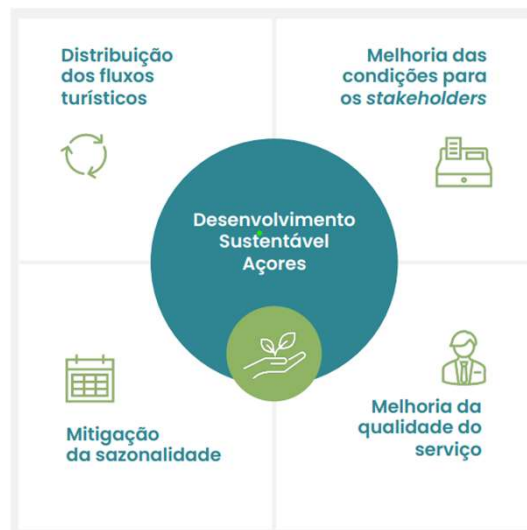 Distribuição
dos fluxos
turísticos
Melhoria das
condições para
os stakeholders
Desenvolvimento
Sustentável
Açores
Mitigação
da sazonalidade
Melhoria da
qualidade do
serviço